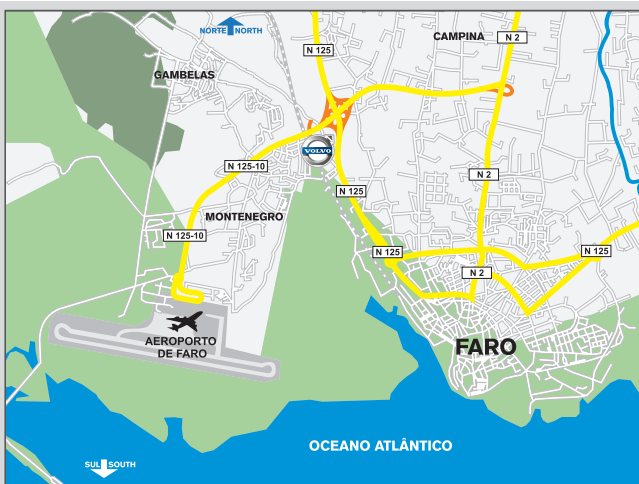 NORTE NORTH
N 125
CAMPINA
N 2
GAMBELAS
VOLVO
N 125-10
N 2
N 125
MONTENEGRO
N 125-10
N 125
N 125
N 2
AEROPORTO
DE FARO
FARO
OCEANO ATLÂNTICO
SUL SOUTH